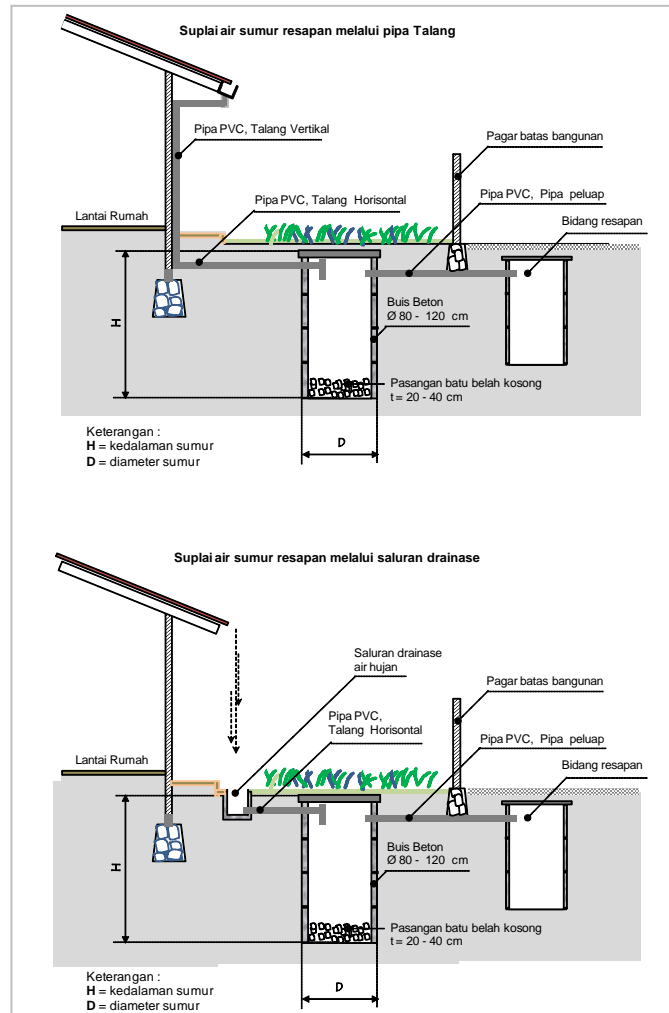 Suplai air sumur resapan melalui pipa Talang
Pipa PVC, Talang Vertikal
Pagar batas bangunan
Lantai Rumah
Pipa PVC, Talang Horisontal
Pipa PVC, Pipa peluap
Bidang resapan
H
Buis Beton
Ø 80 - 120 cm
Pasangan batu belah kosong
t = 20 - 40 cm
D
Keterangan :
H = kedalaman sumur
D = diameter sumur
Suplai air sumur resapan melalui saluran drainase
Saluran drainase
air hujan
Pagar batas bangunan
Pipa PVC,
Talang Horisontal
Pipa PVC, Pipa peluap
Lantai Rumah
Bidang resapan
H
Buis Beton
Ø 80 - 120 cm
Pasangan batu belah kosong
t = 20 - 40 cm
D
Keterangan :
H = kedalaman sumur
D = diameter sumur